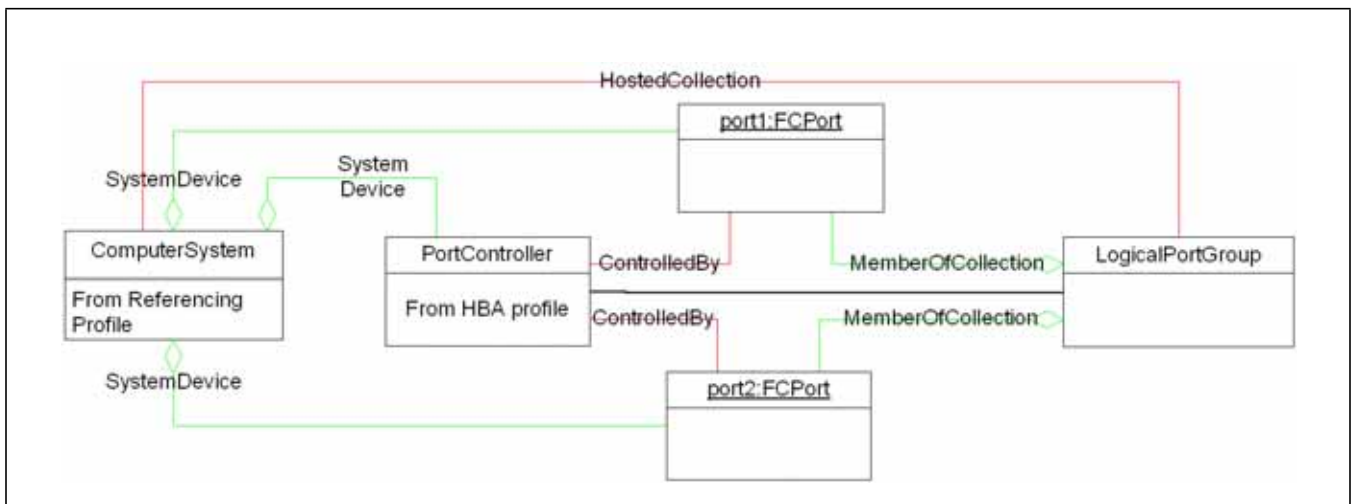 HostedCollection
port1:FCPort
System
Device
SystemDevice
ComputerSystem
From Referencing
Profile
PortController
From HBA profile
ControlledBy
MemberOfCollection
LogicalPortGroup
ControlledBy
MemberOfCollection
SystemDevice
port2:FCPort